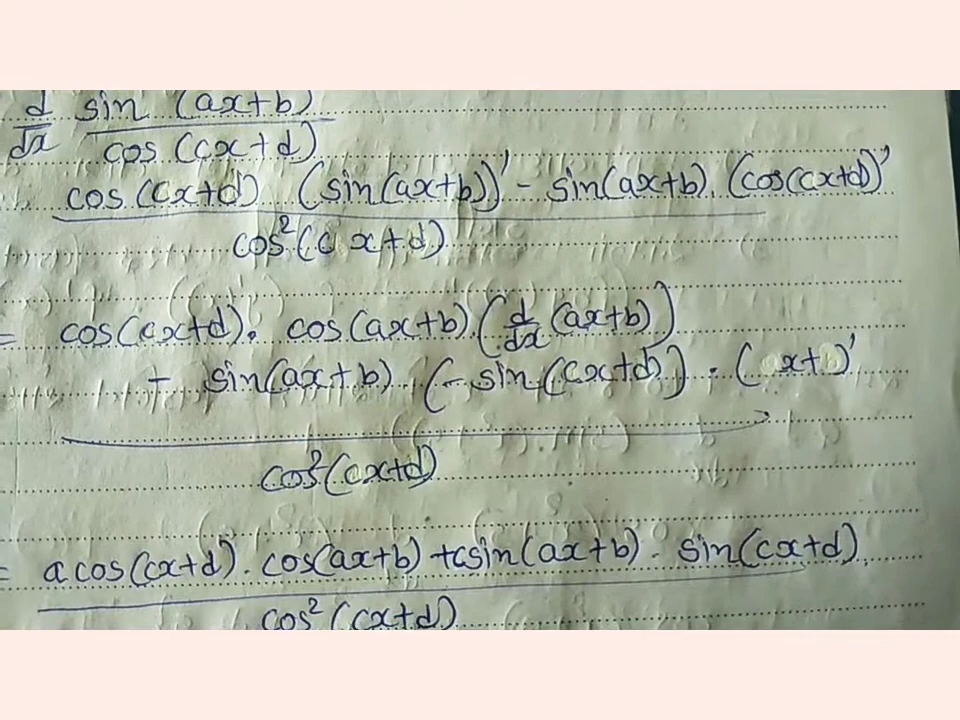 d/dx sin (ax+b)/cos (cx+d)
cos (cx+d) (sin(ax+b))' - sin(ax+b). (cos(cx+d))'
cos²(c x+d)
= cos(cx+d). cos(ax+b).(d/dx (ax+b))
- sin(ax+b). (- sin(cx+d)) . ( x+ )'
cos²(cx+d)
= a cos(cx+d). cos(ax+b) +c sin(ax+b). sin(cx+d)
cos² (cx+d)